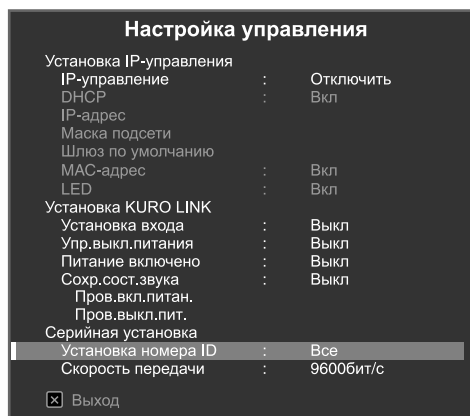 Настройка управления
Установка IP-управления
IP-управление : Отключить
DHCP : Вкл
IP-адрес
Маска подсети
Шлюз по умолчанию
MAC-адрес : Вкл
LED : Вкл
Установка KURO LINK
Установка входа : Выкл
Упр.выкл.питания : Выкл
Питание включено : Выкл
Сохр.сост.звука : Выкл
Пров.вкл.питан.
Пров.выкл.пит.
Серийная установка
Установка номера ID : Все
Скорость передачи : 9600бит/с
Выход